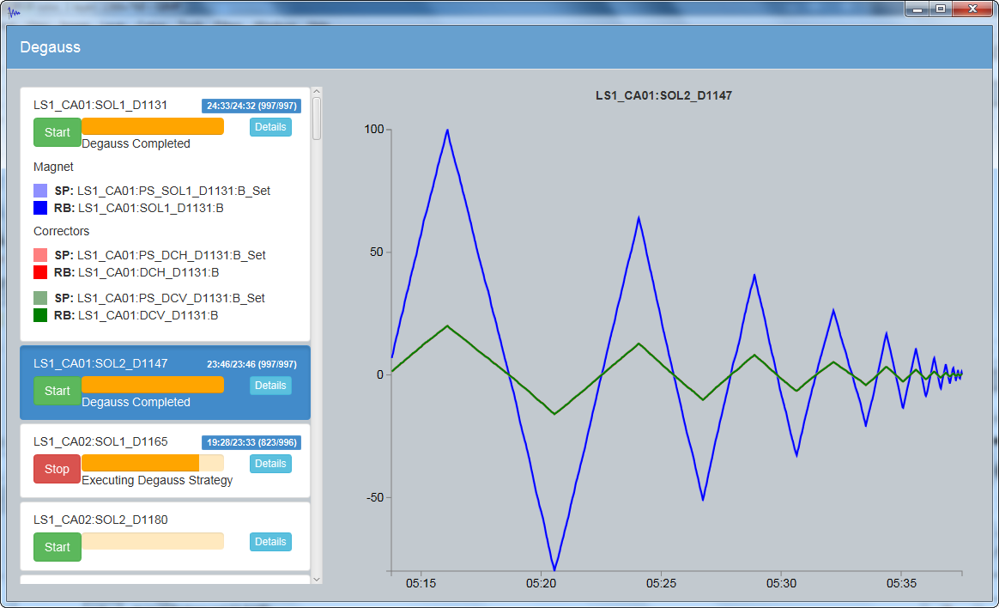 Degauss
LS1_CA01:SOL1_D1131 24:33/24:32 (997/997)
Start Details
Degauss Completed
Magnet
SP: LS1_CA01:PS_SOL1_D1131:B_Set
RB: LS1_CA01:SOL1_D1131:B
Correctors
SP: LS1_CA01:PS_DCH_D1131:B_Set
RB: LS1_CA01:DCH_D1131:B
SP: LS1_CA01:PS_DCV_D1131:B_Set
RB: LS1_CA01:DCV_D1131:B
LS1_CA01:SOL2_D1147 23:46/23:46 (997/997)
Start Details
Degauss Completed
LS1_CA02:SOL1_D1165 19:28/23:33 (823/996)
Stop Details
Executing Degauss Strategy
LS1_CA02:SOL2_D1180
Start Details
LS1_CA01:SOL2_D1147
100
50
0
-50
05:15 05:20 05:25 05:30 05:35